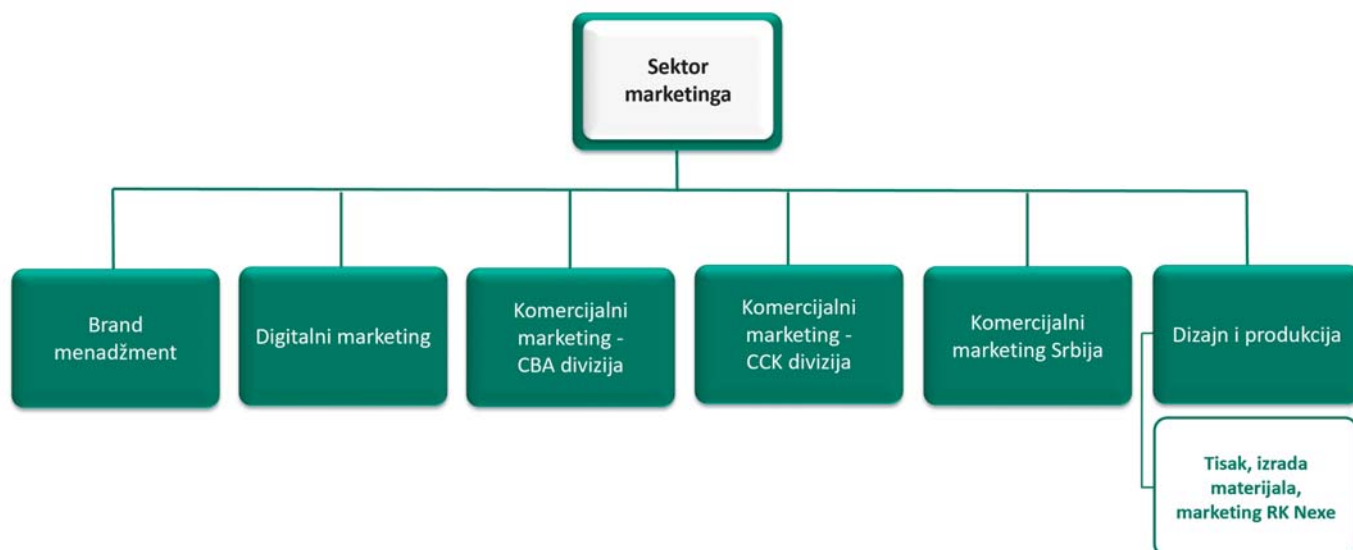 Sektor
marketinga
Brand
menadžment
Digitalni marketing
Komercijalni
marketing -
CBA divizija
Komercijalni
marketing -
CCK divizija
Komercijalni
marketing Srbija
Dizajn i produkcija
Tisak, izrada
materijala,
marketing RK Nexe